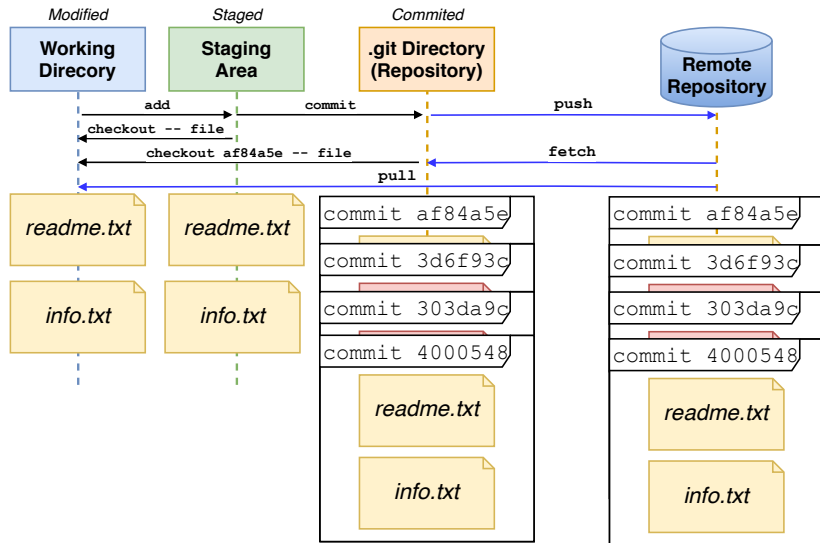 Modified
Staged
Commited
Working
Direcory
Staging
Area
.git Directory
(Repository)
Remote
Repository
add
commit
push
checkout -- file
checkout af84a5e -- file
fetch
pull
readme.txt
readme.txt
commit af84a5e
commit af84a5e
commit 3d6f93c
commit 3d6f93c
info.txt
info.txt
commit 303da9c
commit 303da9c
commit 4000548
commit 4000548
readme.txt
readme.txt
info.txt
info.txt